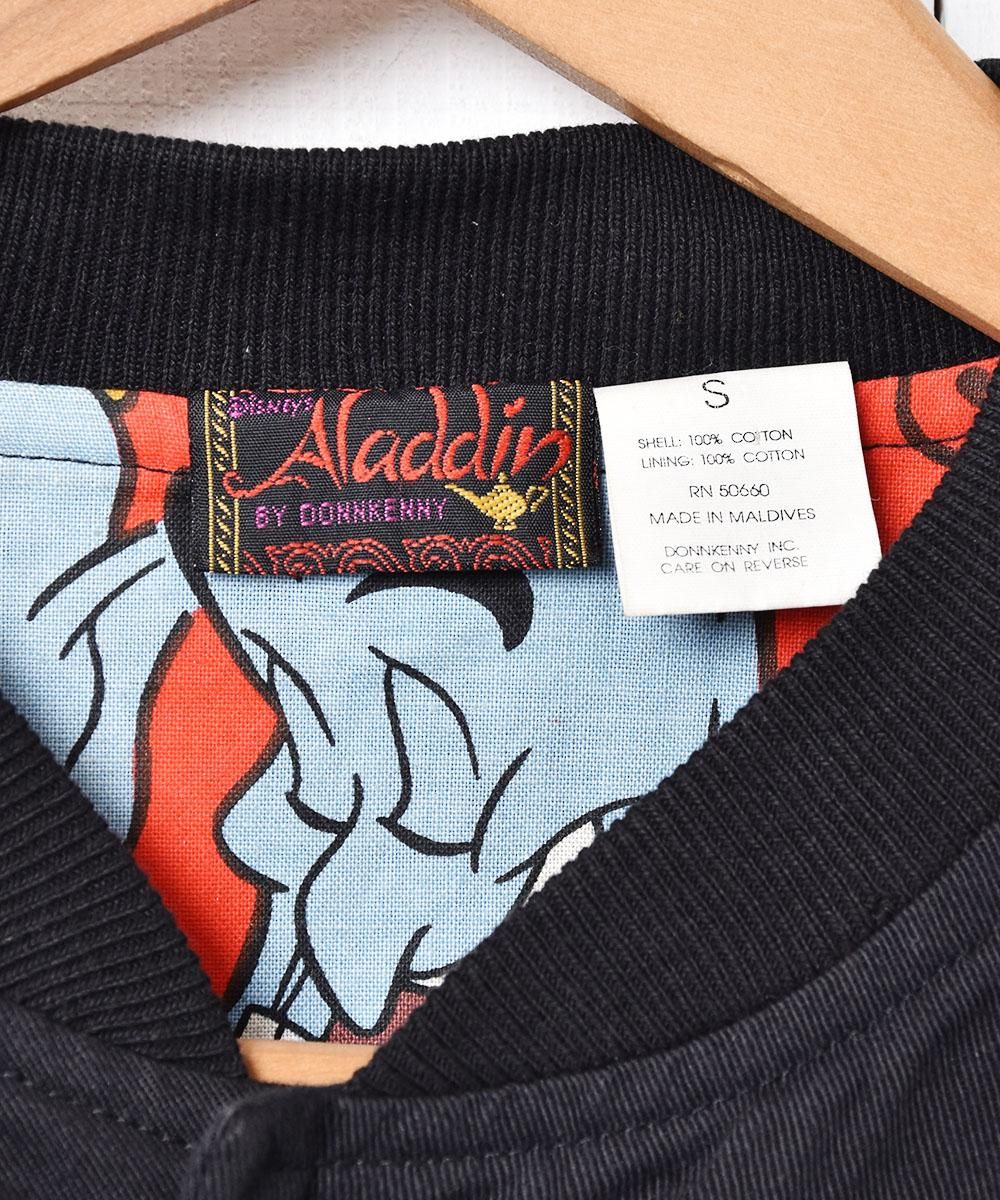 DISNEY'S
Aladdin
BY DONNKENNY
S
SHELL: 100% COTTON
LINING: 100% COTTON
RN 50660
MADE IN MALDIVES
DONNKENNY INC.
CARE ON REVERSE